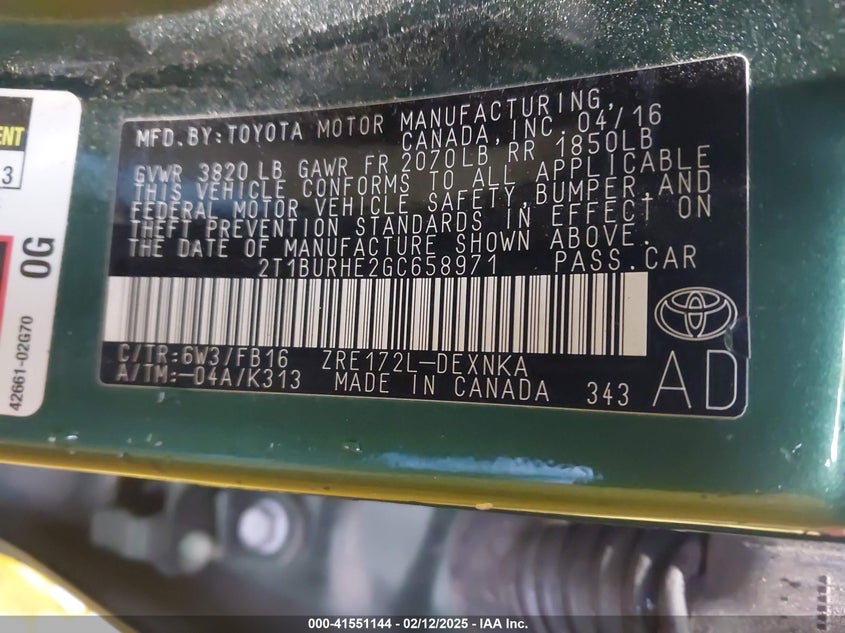 MFD.BY:TOYOTA MOTOR MANUFACTURING,
CANADA,INC.04/16
GVWR 3820LB GAWR FR 2070LB RR 1850LB
THIS VEHICLE CONFORMS TO ALL APPLICABLE
FEDERAL MOTOR VEHICLE SAFETY,BUMPER,AND
THEFT PREVENTION STANDARDS IN EFFECT ON
THE DATE OF MANUFACTURE SHOWN ABOVE.
2T1BURHE2GC658971 PASS.CAR
C/TR:6W3/FB16 ZRE172L-DEXNKA
A/TM:-04A/K313 MADE IN CANADA 343
AD
3
OG
42661-02G70
000-41551144 - 02/12/2025 - IAA Inc.